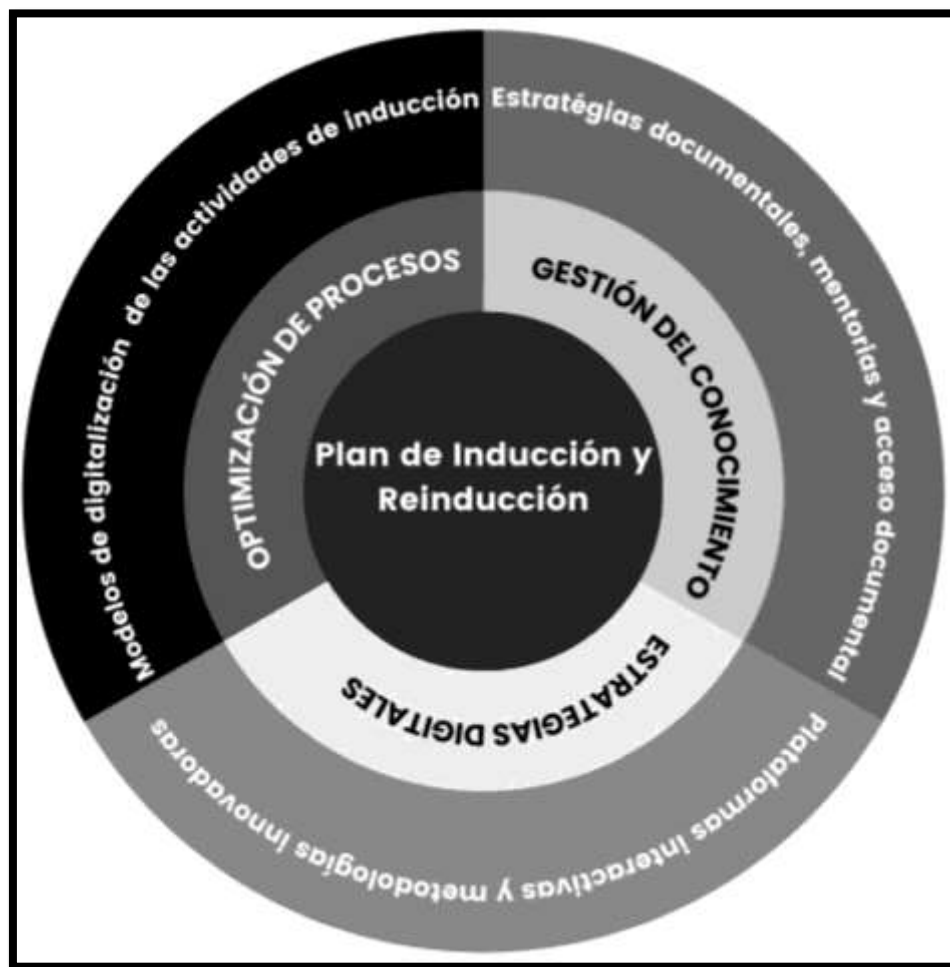 Modelos de digitalización de las actividades de inducción
Estratégias documentales, mentorias y acceso documental
OPTIMIZACIÓN DE PROCESOS
GESTIÓN DEL CONOCIMIENTO
Plan de Inducción y
Reinducción
ESTRATEGIAS DIGITALES
Plataformas interactivas y metodologías innovadoras